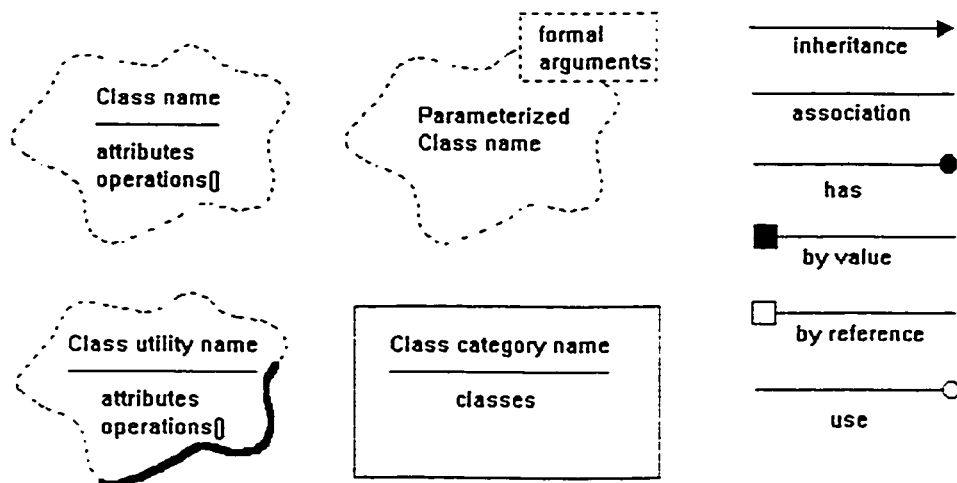 Class name
attributes
operations[]
formal
arguments
Parameterized
Class name
inheritance
association
has
by value
by reference
use
Class utility name
attributes
operations[]
Class category name
classes